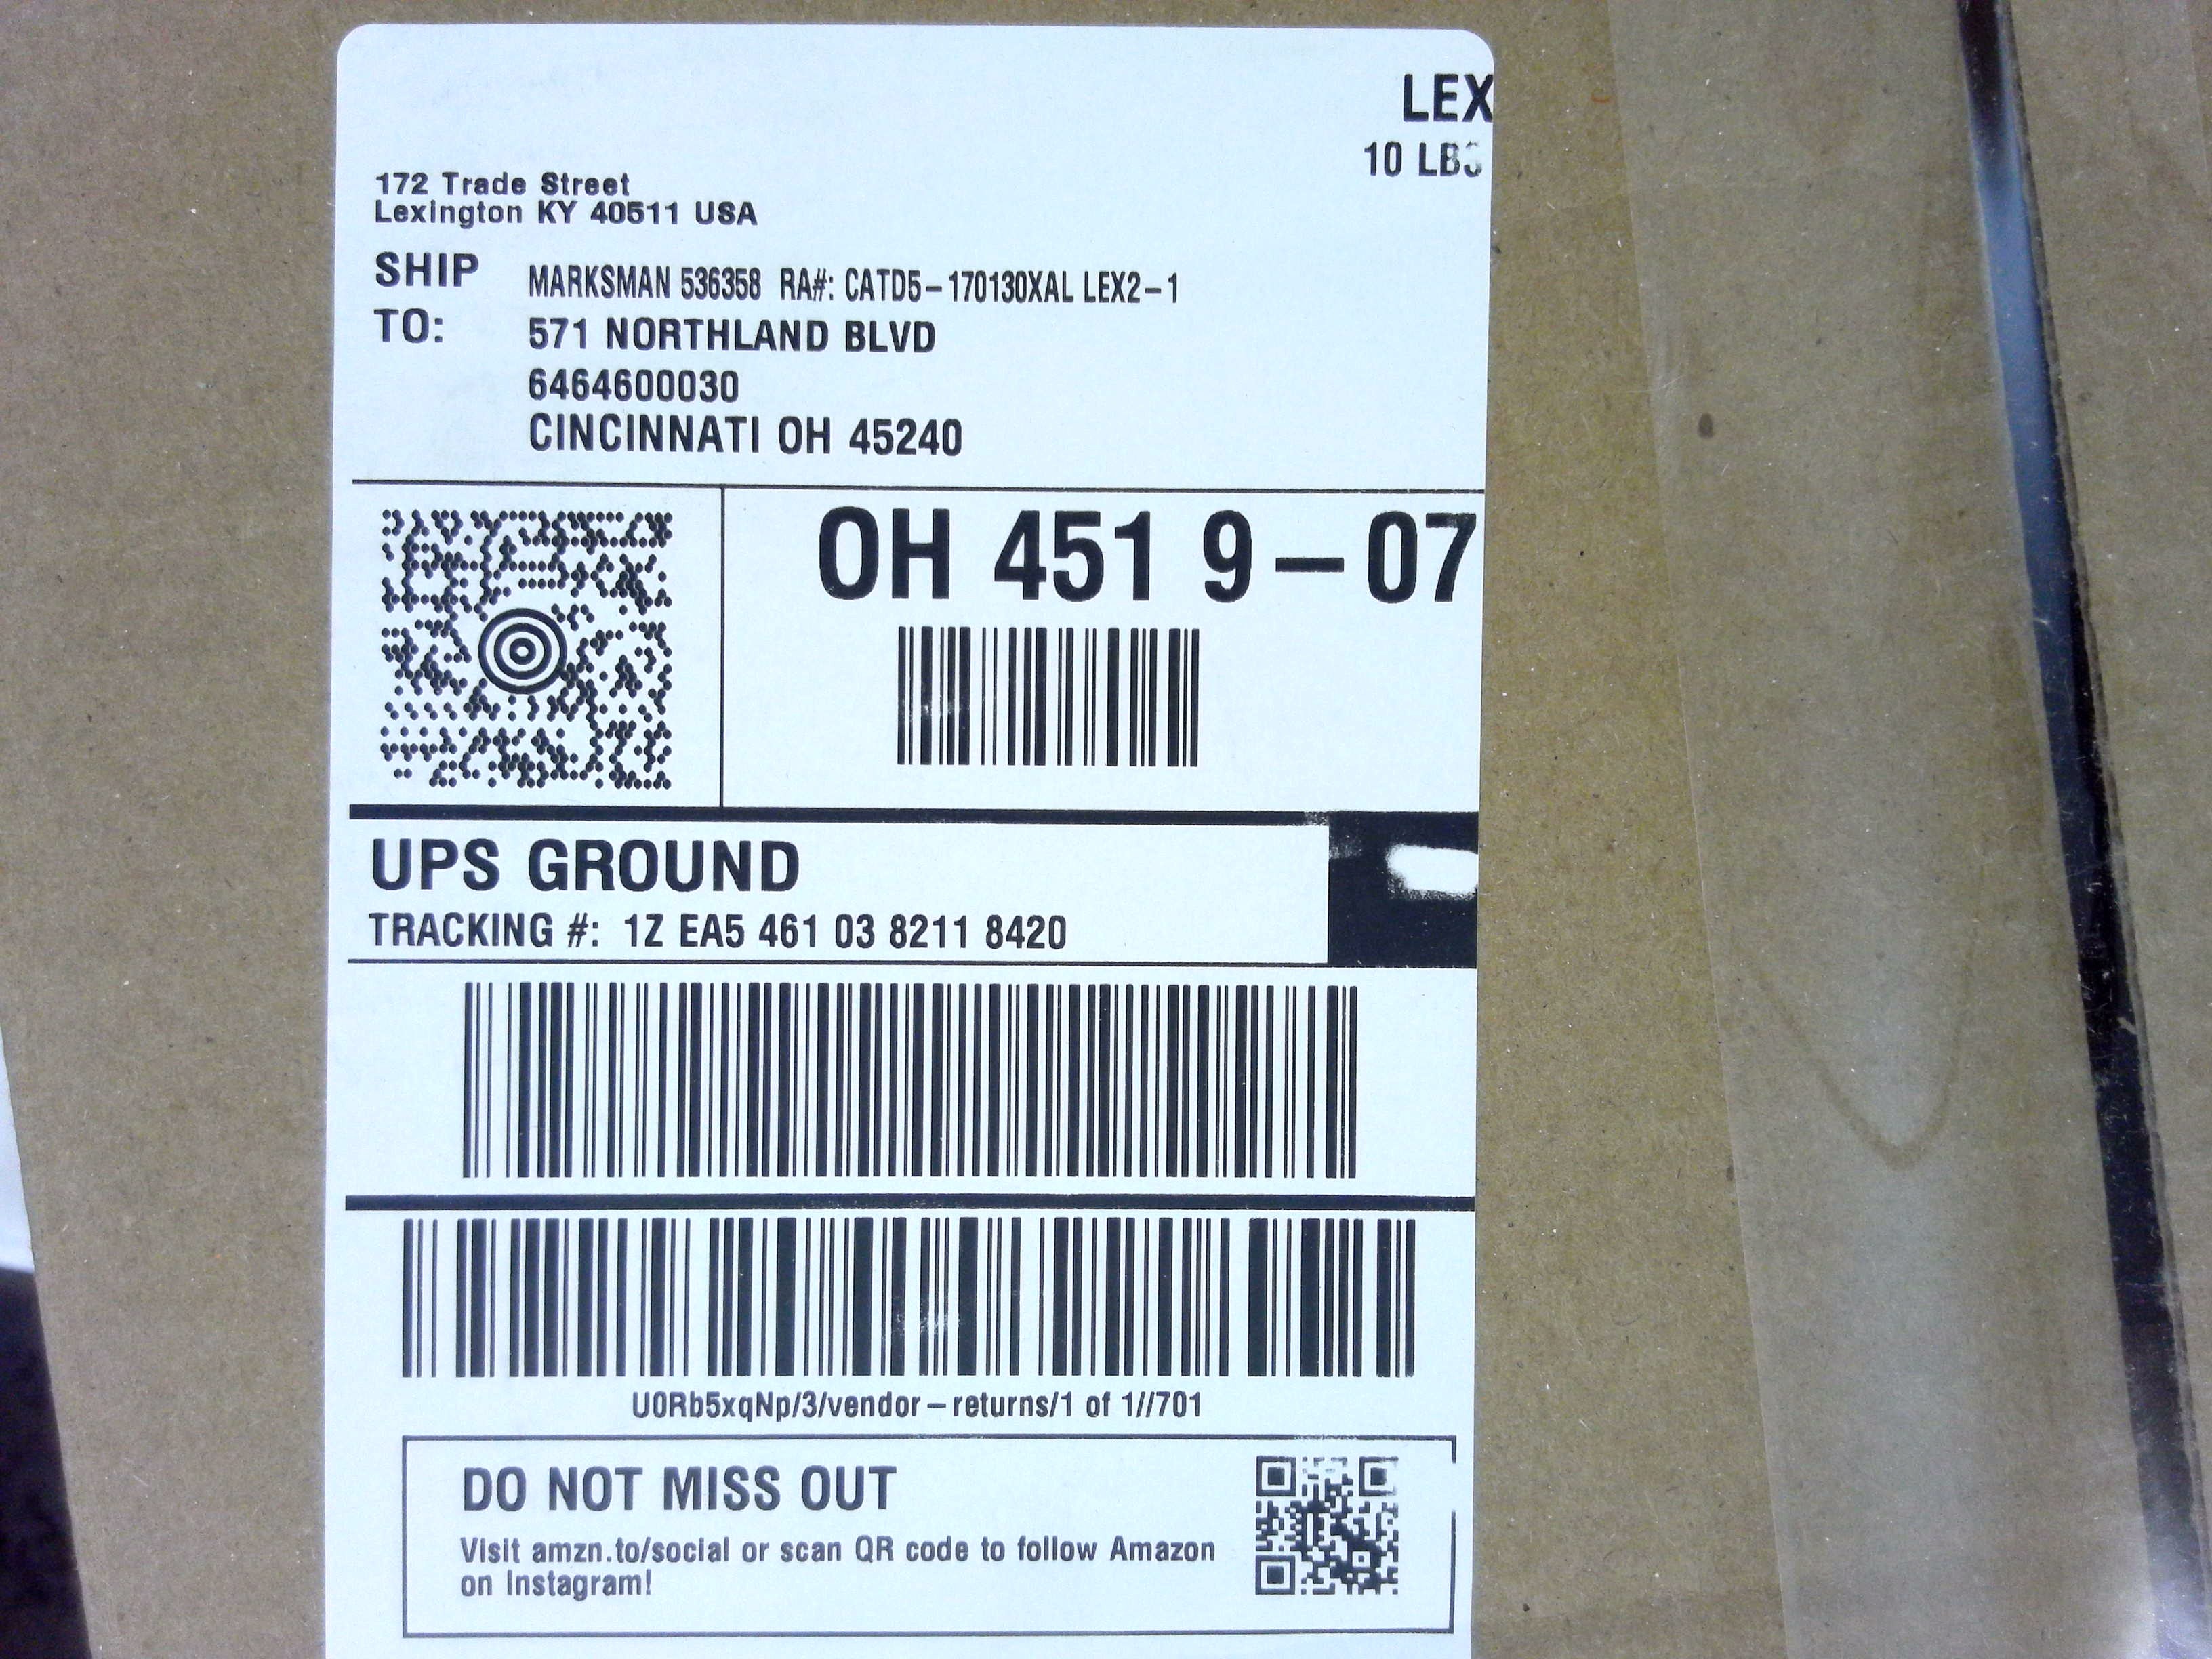 LEX
10 LBS
172 Trade Street
Lexington KY 40511 USA
SHIP TO:
MARKSMAN 536358 RA#: CATD5-170130XAL LEX2-1
571 NORTHLAND BLVD
6464600030
CINCINNATI OH 45240
OH 451 9-07
UPS GROUND
TRACKING #: 1Z EA5 461 03 8211 8420
U0Rb5xqNp/3/vendor-returns/1 of 1//701
DO NOT MISS OUT
Visit amzn.to/social or scan QR code to follow Amazon
on Instagram!